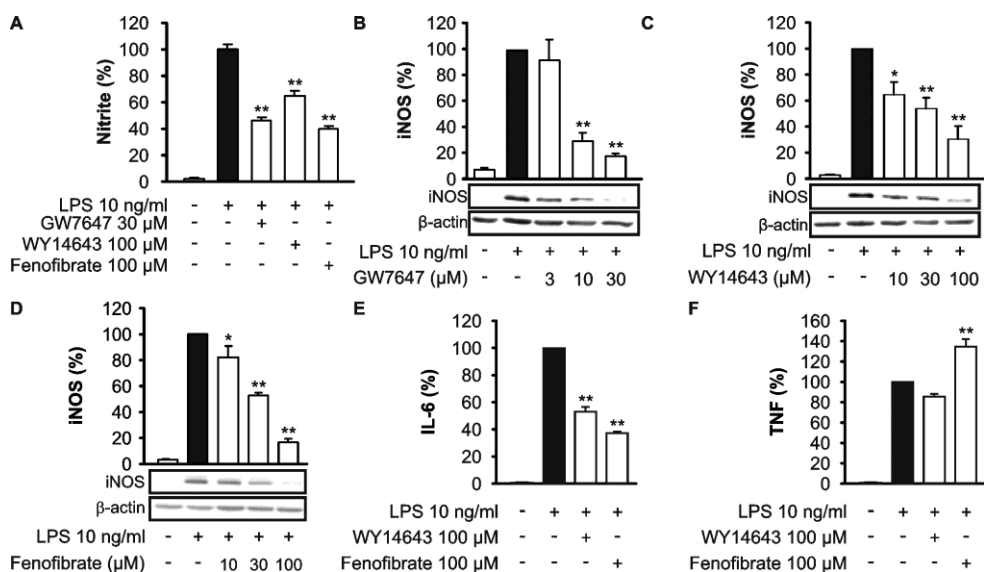 A
Nitrite (%)
120
100
80
60
40
20
0
** ** **
LPS 10 ng/ml - + + + +
GW7647 30 µM - - + - -
WY14643 100 µM - - - + -
Fenofibrate 100 µM - - - - +
B
iNOS (%)
120
100
80
60
40
20
0
** **
iNOS
β-actin
LPS 10 ng/ml - + + + +
GW7647 (µM) - - 3 10 30
C
iNOS (%)
120
100
80
60
40
20
0
* ** **
iNOS
β-actin
LPS 10 ng/ml - + + + +
WY14643 (µM) - - 10 30 100
D
iNOS (%)
120
100
80
60
40
20
0
* ** **
iNOS
β-actin
LPS 10 ng/ml - + + + +
Fenofibrate (µM) - - 10 30 100
E
IL-6 (%)
120
100
80
60
40
20
0
** **
LPS 10 ng/ml - + + +
WY14643 100 µM - - + -
Fenofibrate 100 µM - - - +
F
TNF (%)
160
140
120
100
80
60
40
20
0
**
LPS 10 ng/ml - + + +
WY14643 100 µM - - + -
Fenofibrate 100 µM - - - +